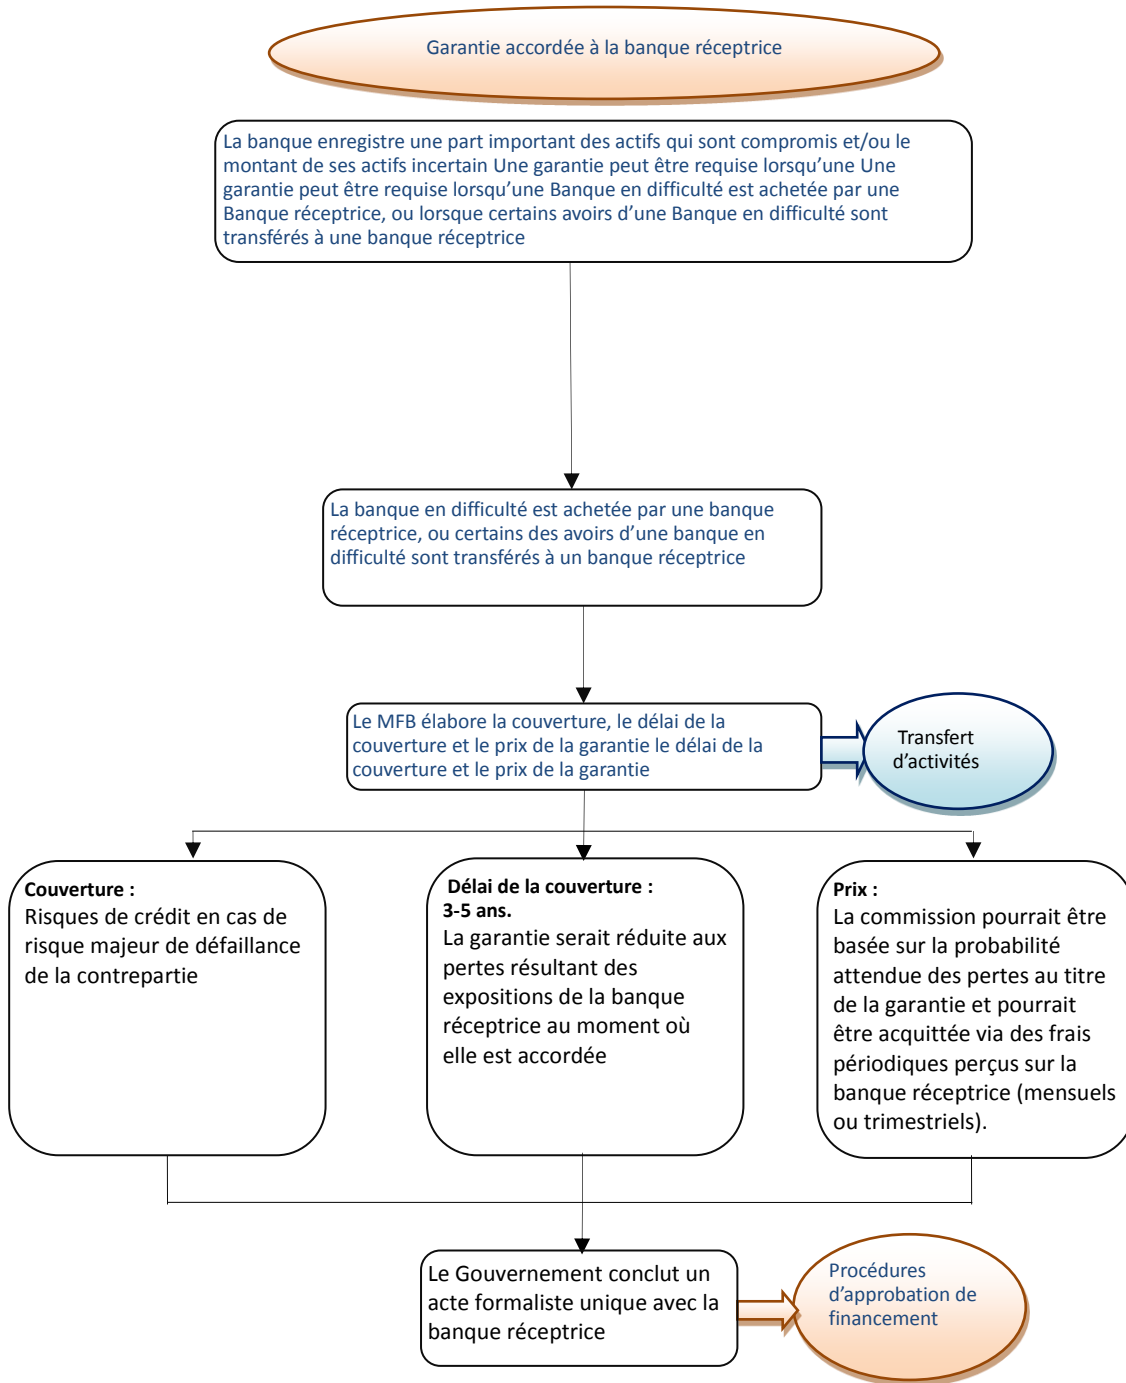 Garantie accordée à la banque réceptrice
La banque enregistre une part important des actifs qui sont compromis et/ou le
montant de ses actifs incertain Une garantie peut être requise lorsqu’une Une
garantie peut être requise lorsqu’une Banque en difficulté est achetée par une
Banque réceptrice, ou lorsque certains avoirs d’une Banque en difficulté sont
transférés à une banque réceptrice
La banque en difficulté est achetée par une banque
réceptrice, ou certains des avoirs d’une banque en
difficulté sont transférés à un banque réceptrice
Le MFB élabore la couverture, le délai de la
couverture et le prix de la garantie le délai de la
couverture et le prix de la garantie
Transfert
d’activités
Couverture :
Risques de crédit en cas de
risque majeur de défaillance
de la contrepartie
Délai de la couverture :
3-5 ans.
La garantie serait réduite aux
pertes résultant des
expositions de la banque
réceptrice au moment où
elle est accordée
Prix :
La commission pourrait être
basée sur la probabilité
attendue des pertes au titre
de la garantie et pourrait
être acquittée via des frais
périodiques perçus sur la
banque réceptrice (mensuels
ou trimestriels).
Le Gouvernement conclut un
acte formaliste unique avec la
banque réceptrice
Procédures
d’approbation de
financement